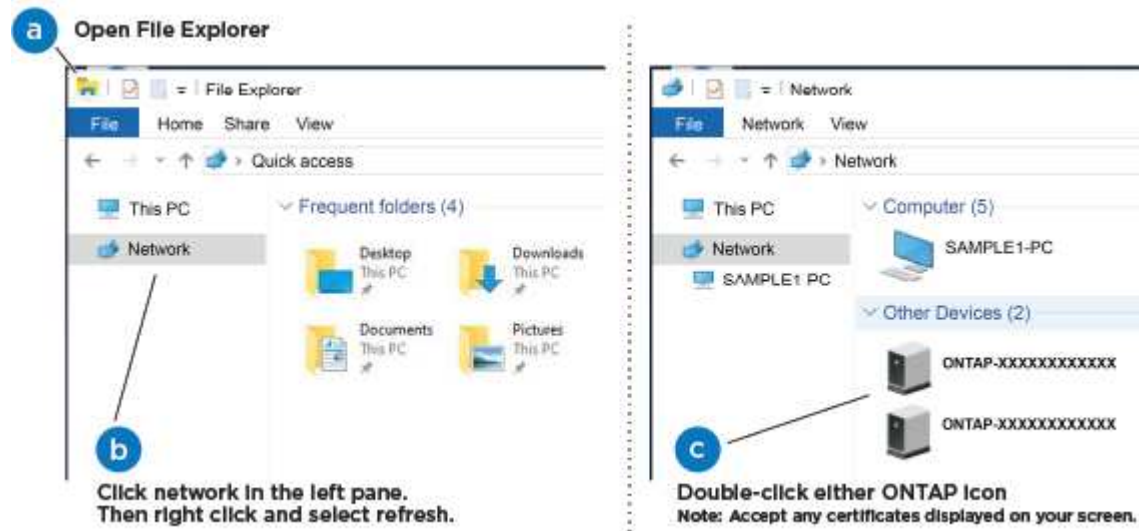 a
Open File Explorer
File Explorer
File Home Share View
Quick access
This PC
Network
Frequent folders (4)
Desktop
This PC
Downloads
This PC
Documents
This PC
Pictures
This PC
b
Click network in the left pane.
Then right click and select refresh.
Network
File Network View
Network
This PC
Network
SAMPLE1 PC
Computer (5)
SAMPLE1-PC
Other Devices (2)
ONTAP-XXXXXXXXXXXX
ONTAP-XXXXXXXXXXXX
c
Double-click either ONTAP icon
Note: Accept any certificates displayed on your screen.